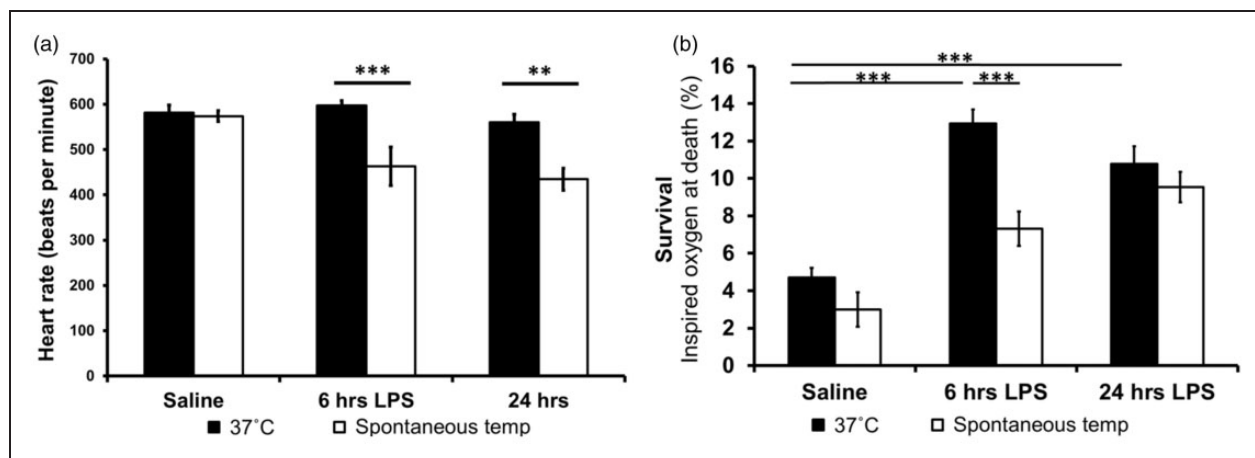 (a)
Heart rate (beats per minute)
700
600
500
400
300
200
100
0
*** **
Saline 6 hrs LPS 24 hrs
■ 37˚C □ Spontaneous temp
(b)
Survival
Inspired oxygen at death (%)
16
14
12
10
8
6
4
2
0
***
*** ***
Saline 6 hrs LPS 24 hrs LPS
■ 37˚C □ Spontaneous temp